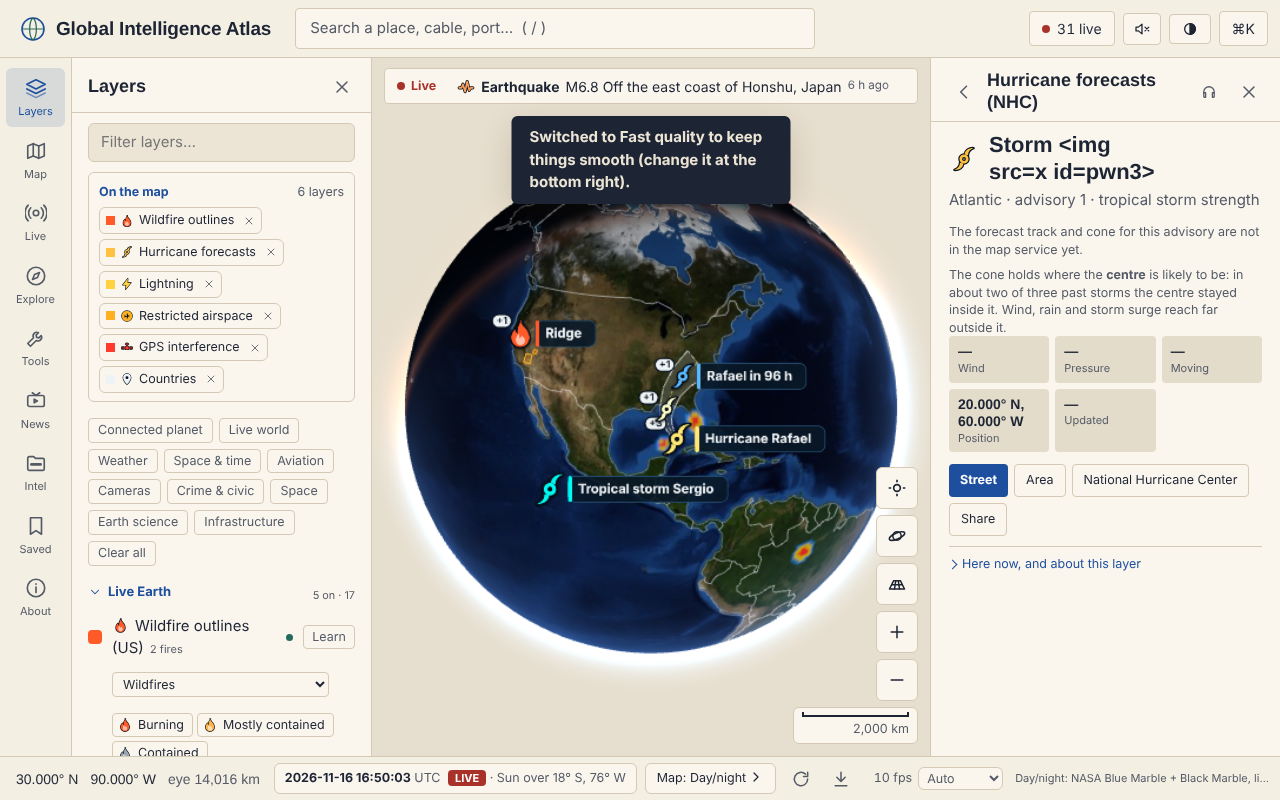 Global Intelligence Atlas
Search a place, cable, port... ( / )
31 live
⌘K
Layers
Map
Live
Explore
Tools
News
Intel
Saved
About
Layers
Filter layers...
On the map
6 layers
Wildfire outlines
Hurricane forecasts
Lightning
Restricted airspace
GPS interference
Countries
Connected planet
Live world
Weather
Space & time
Aviation
Cameras
Crime & civic
Space
Earth science
Infrastructure
Clear all
Live Earth
5 on · 17
Wildfire outlines
(US) 2 fires
Learn
Wildfires
Burning
Mostly contained
Contained
Live
Earthquake M6.8 Off the east coast of Honshu, Japan 6 h ago
Switched to Fast quality to keep
things smooth (change it at the
bottom right).
+1
Ridge
+1
Rafael in 96 h
+1
Hurricane Rafael
Tropical storm Sergio
2,000 km
Hurricane forecasts
(NHC)
Storm <img
src=x id=pwn3>
Atlantic · advisory 1 · tropical storm strength
The forecast track and cone for this advisory are not
in the map service yet.
The cone holds where the centre is likely to be: in
about two of three past storms the centre stayed
inside it. Wind, rain and storm surge reach far
outside it.
—
Wind
—
Pressure
—
Moving
20.000° N,
60.000° W
Position
—
Updated
Street
Area
National Hurricane Center
Share
Here now, and about this layer
30.000° N 90.000° W eye 14,016 km
2026-11-16 16:50:03 UTC LIVE · Sun over 18° S, 76° W
Map: Day/night
10 fps
Auto
Day/night: NASA Blue Marble + Black Marble, li...